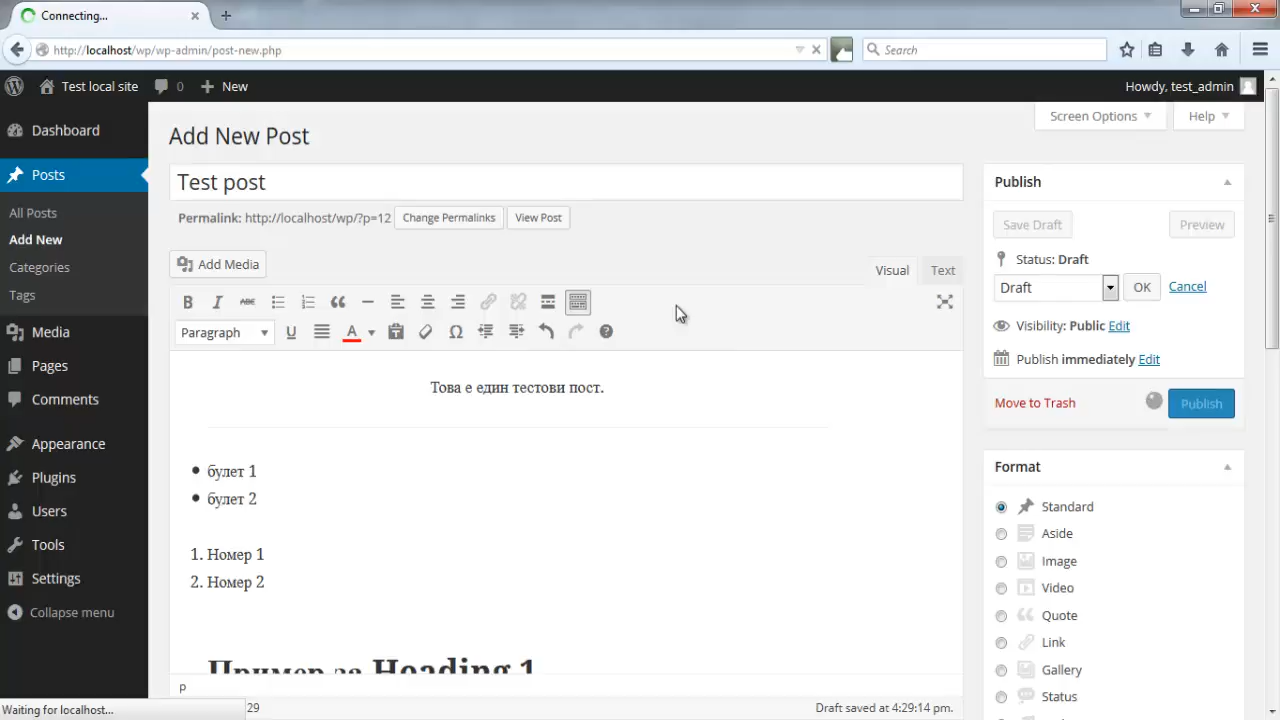 Connecting...
http://localhost/wp/wp-admin/post-new.php
Search
Test local site 0 New Howdy, test_admin
Screen Options Help
Dashboard
Posts
All Posts
Add New
Categories
Tags
Media
Pages
Comments
Appearance
Plugins
Users
Tools
Settings
Collapse menu
Add New Post
Test post
Permalink: http://localhost/wp/?p=12 Change Permalinks View Post
Add Media
Visual Text
B I ABC
Paragraph U A Ω
Това е един тестови пост.
• булет 1
• булет 2
1. Номер 1
2. Номер 2
Пример за Heading 1
p
29 Draft saved at 4:29:14 pm.
Publish
Save Draft Preview
Status: Draft
Draft OK Cancel
Visibility: Public Edit
Publish immediately Edit
Move to Trash Publish
Format
Standard
Aside
Image
Video
Quote
Link
Gallery
Status
Waiting for localhost...